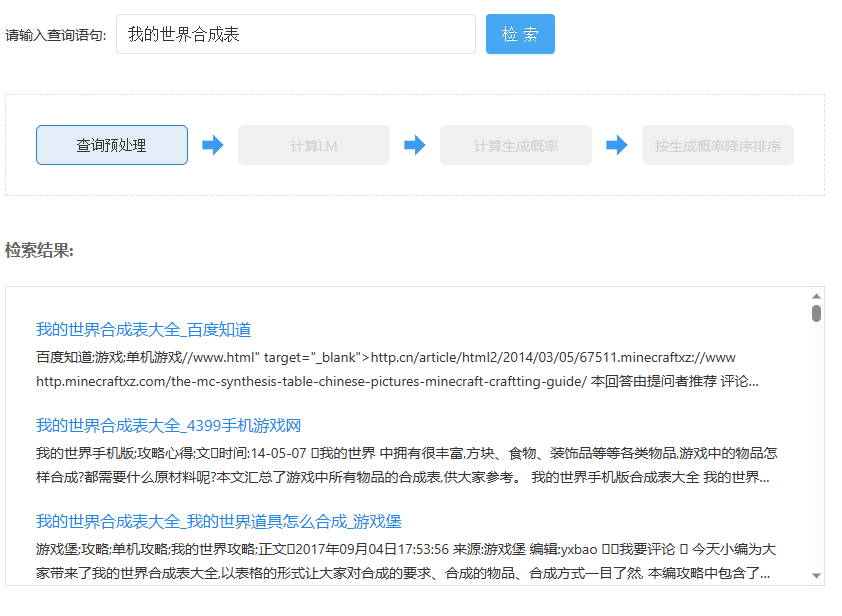 请输入查询语句: 我的世界合成表 检 索
查询预处理 计算LM 计算生成概率 按生成概率降序排序
检索结果:
我的世界合成表大全_百度知道
百度知道;游戏;单机游戏//www.html" target="_blank">http.cn/article/html2/2014/03/05/67511.minecraftxz://www
http.minecraftxz.com/the-mc-synthesis-table-chinese-pictures-minecraft-craftting-guide/ 本回答由提问者推荐 评论...
我的世界合成表大全_4399手机游戏网
我的世界手机版;攻略心得;文▯时间:14-05-07 ▯我的世界 中拥有很丰富,方块、食物、装饰品等等各类物品,游戏中的物品怎
样合成?都需要什么原材料呢?本文汇总了游戏中所有物品的合成表,供大家参考。 我的世界手机版合成表大全 我的世界...
我的世界合成表大全_我的世界道具怎么合成_游戏堡
游戏堡;攻略;单机攻略;我的世界攻略;正文▯2017年09月04日17:53:56 来源:游戏堡 编辑:yxbao ▯▯我要评论 ▯ 今天小编为大
家带来了我的世界合成表大全,以表格的形式让大家对合成的要求、合成的物品、合成方式一目了然, 本编攻略中包含了...